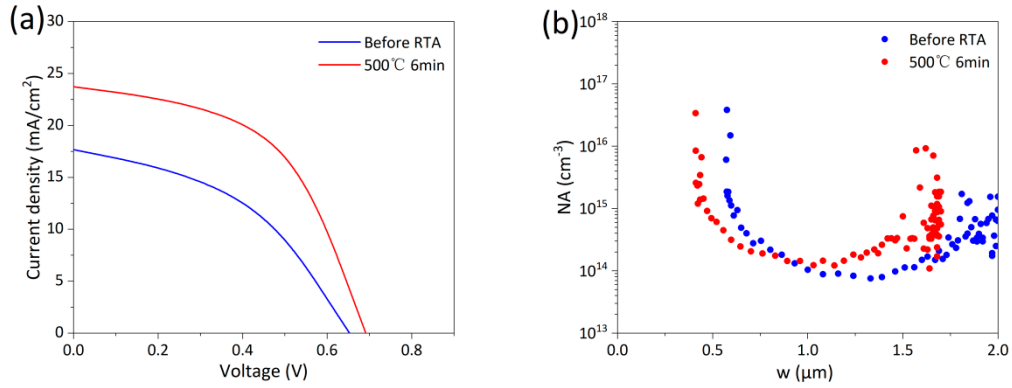 (a)
30
25
20
15
10
5
0
Current density (mA/cm²)
0.0 0.2 0.4 0.6 0.8
Voltage (V)
Before RTA
500℃ 6min
(b)
10¹⁸
10¹⁷
10¹⁶
10¹⁵
10¹⁴
10¹³
NA (cm⁻³)
0.0 0.5 1.0 1.5 2.0
w (μm)
Before RTA
500℃ 6min